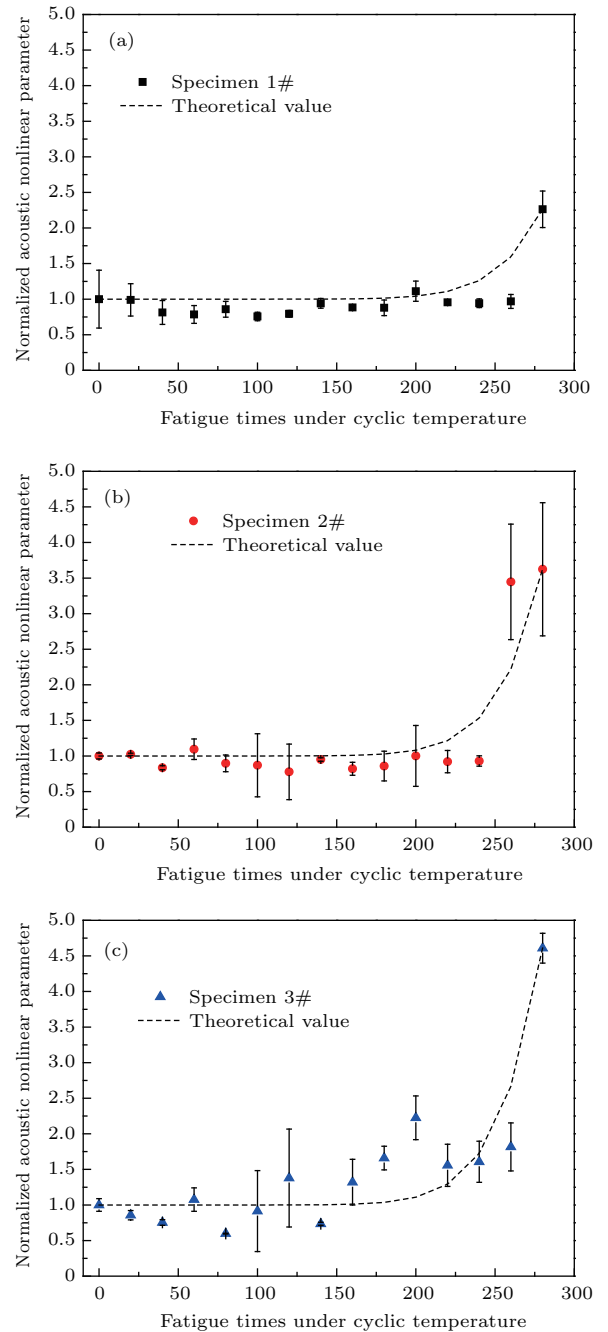 5.0
(a)
4.5
4.0
Specimen 1#
Theoretical value
3.5
3.0
2.5
2.0
1.5
1.0
0.5
0
Normalized acoustic nonlinear parameter
0 50 100 150 200 250 300
Fatigue times under cyclic temperature
5.0
(b)
4.5
Specimen 2#
4.0
Theoretical value
3.5
3.0
2.5
2.0
1.5
1.0
0.5
0
Normalized acoustic nonlinear parameter
0 50 100 150 200 250 300
Fatigue times under cyclic temperature
5.0
(c)
4.5
4.0
Specimen 3#
Theoretical value
3.5
3.0
2.5
2.0
1.5
1.0
0.5
0
Normalized acoustic nonlinear parameter
0 50 100 150 200 250 300
Fatigue times under cyclic temperature